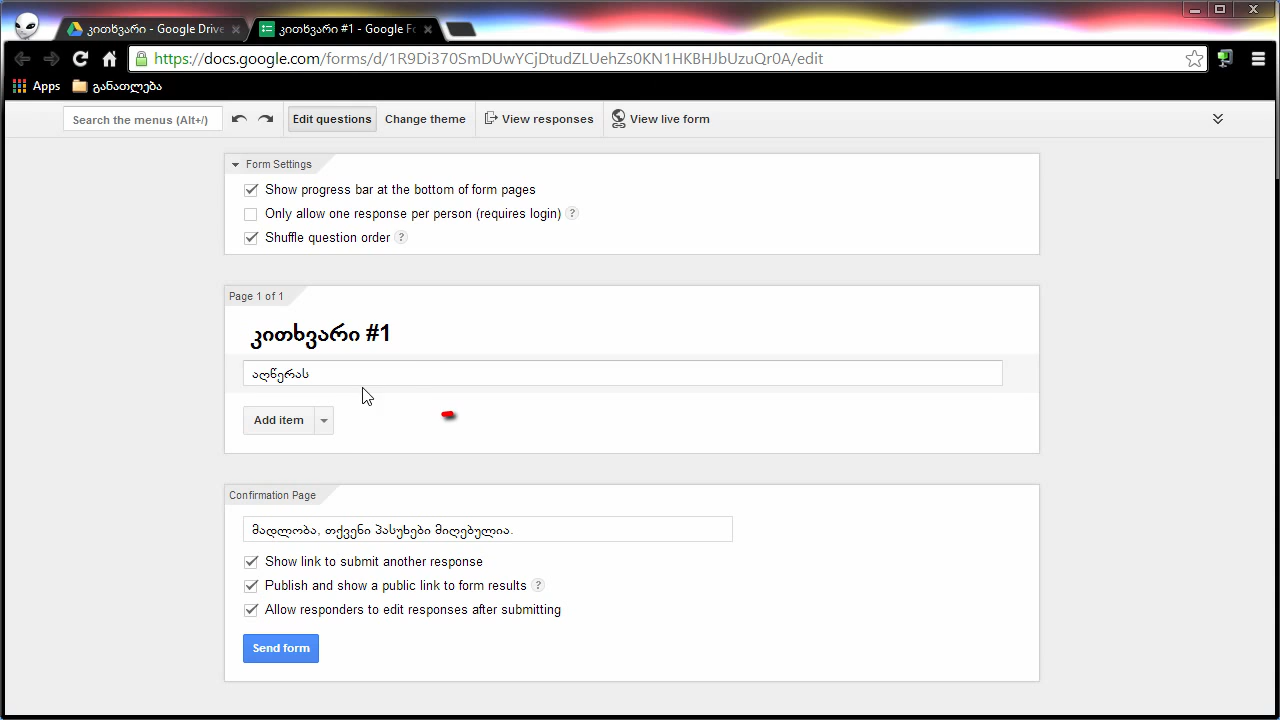 კითხვარი - Google Drive
კითხვარი #1 - Google Fo
https://docs.google.com/forms/d/1R9Di370SmDUwYCjDtudZLUehZs0KN1HKBHJbUzuQr0A/edit
Apps
განათლება
Search the menus (Alt+/)
Edit questions
Change theme
View responses
View live form
Form Settings
Show progress bar at the bottom of form pages
Only allow one response per person (requires login) ?
Shuffle question order ?
Page 1 of 1
კითხვარი #1
აღწერას
Add item
Confirmation Page
მადლობა, თქვენი პასუხები მიღებულია.
Show link to submit another response
Publish and show a public link to form results ?
Allow responders to edit responses after submitting
Send form